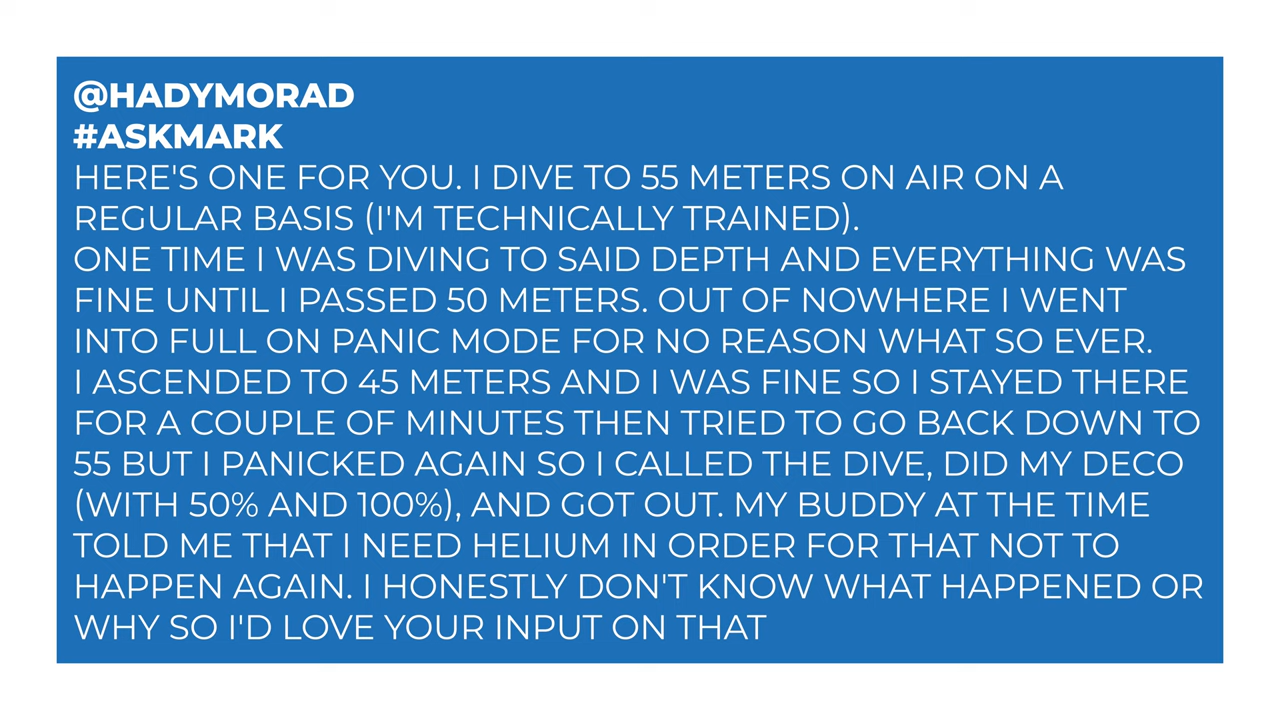 @HADYMORAD
#ASKMARK
HERE'S ONE FOR YOU. I DIVE TO 55 METERS ON AIR ON A
REGULAR BASIS (I'M TECHNICALLY TRAINED).
ONE TIME I WAS DIVING TO SAID DEPTH AND EVERYTHING WAS
FINE UNTIL I PASSED 50 METERS. OUT OF NOWHERE I WENT
INTO FULL ON PANIC MODE FOR NO REASON WHAT SO EVER.
I ASCENDED TO 45 METERS AND I WAS FINE SO I STAYED THERE
FOR A COUPLE OF MINUTES THEN TRIED TO GO BACK DOWN TO
55 BUT I PANICKED AGAIN SO I CALLED THE DIVE, DID MY DECO
(WITH 50% AND 100%), AND GOT OUT. MY BUDDY AT THE TIME
TOLD ME THAT I NEED HELIUM IN ORDER FOR THAT NOT TO
HAPPEN AGAIN. I HONESTLY DON'T KNOW WHAT HAPPENED OR
WHY SO I'D LOVE YOUR INPUT ON THAT